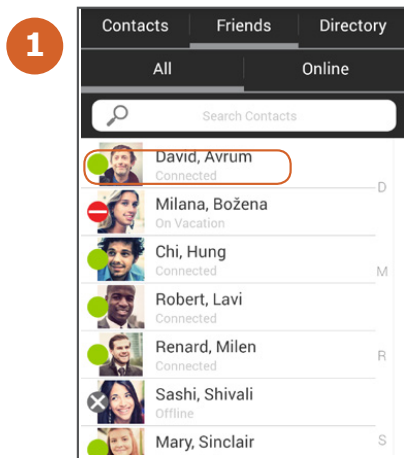 1
Contacts Friends Directory
All Online
Search Contacts
David, Avrum
Connected
D
Milana, Božena
On Vacation
Chi, Hung
Connected
M
Robert, Lavi
Connected
Renard, Milen
Connected
R
Sashi, Shivali
Offline
Mary, Sinclair
S